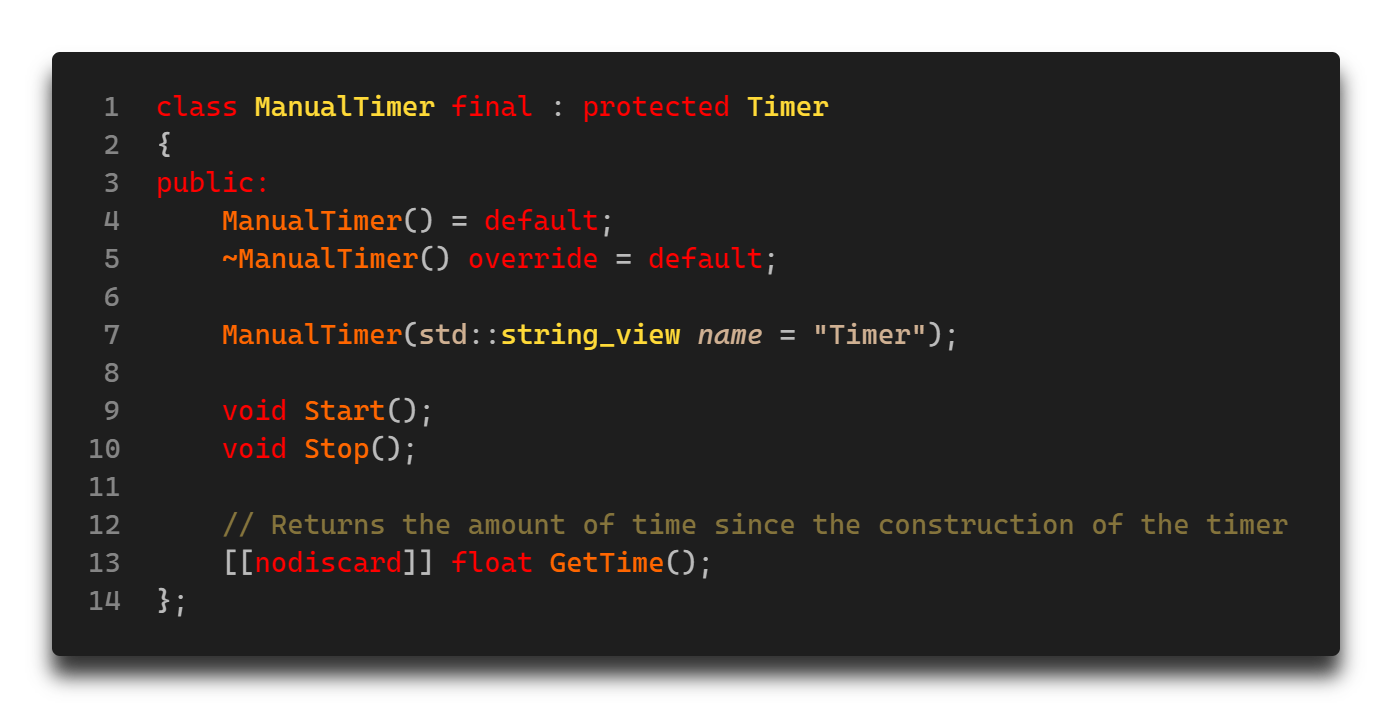 1 class ManualTimer final : protected Timer
2 {
3 public:
4     ManualTimer() = default;
5     ~ManualTimer() override = default;
6
7     ManualTimer(std::string_view name = "Timer");
8
9     void Start();
10     void Stop();
11
12     // Returns the amount of time since the construction of the timer
13     [[nodiscard]] float GetTime();
14 };